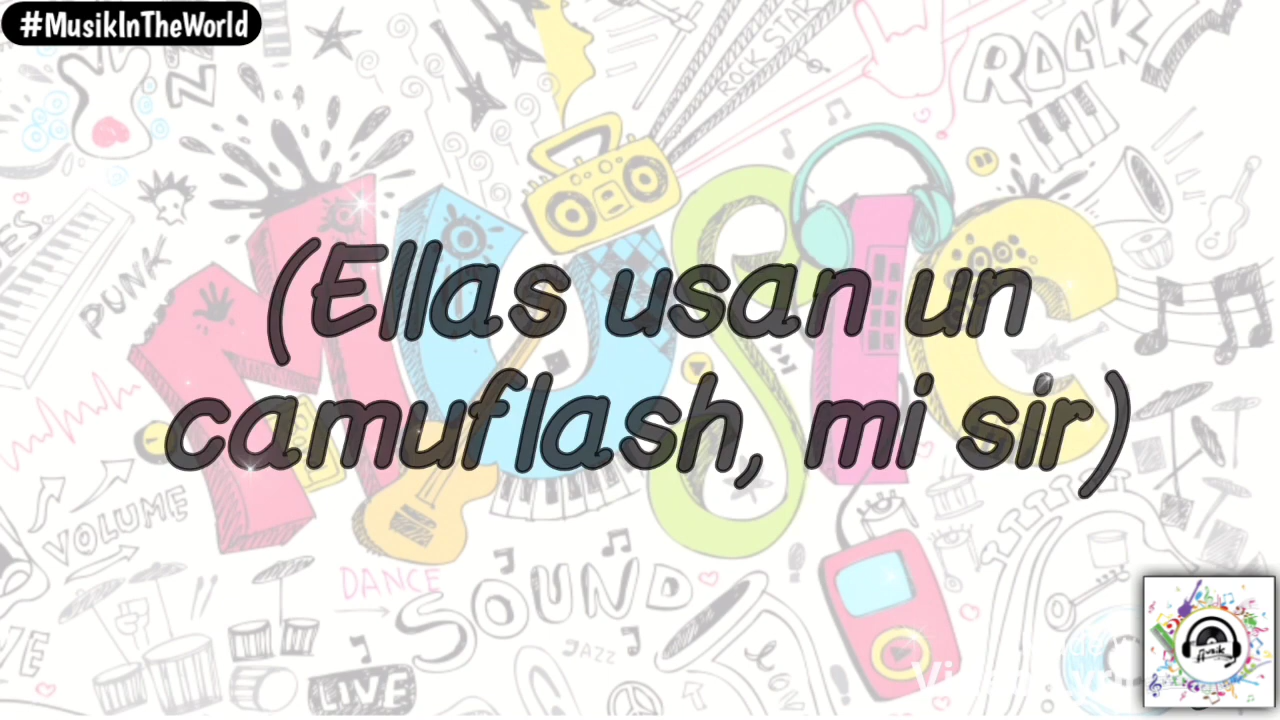 #MusikInTheWorld
ROCK STAR
ROCK
PUNK
(Ellas usan un
camuflash, mi sir)
MUSIC
VOLUME
DANCE
SOUND
JAZZ
LIVE